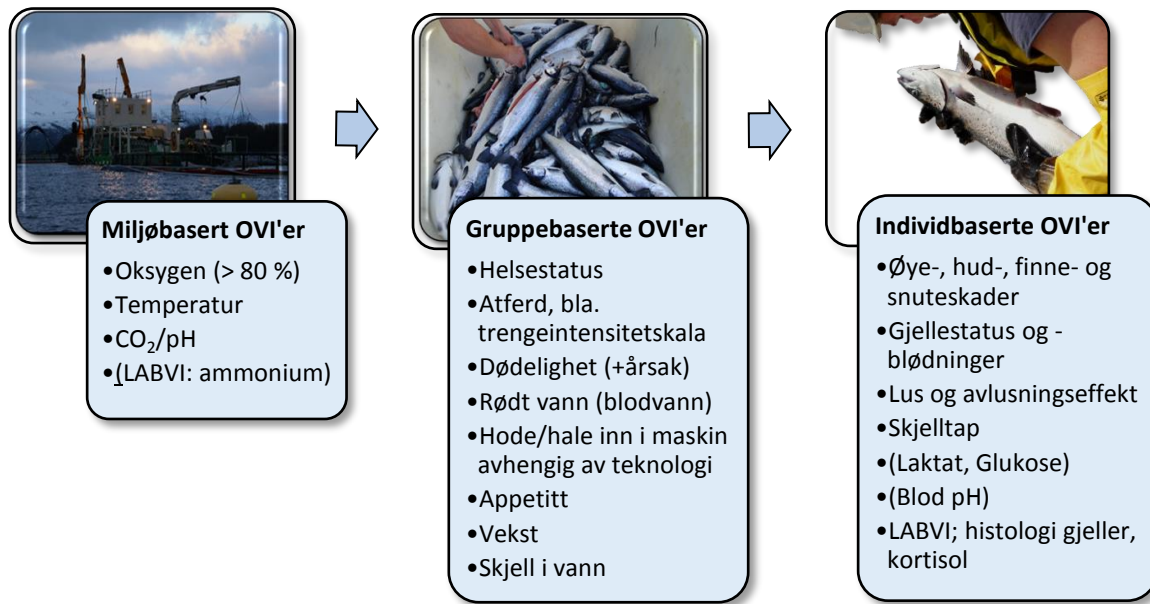 Miljøbasert OVI'er
•Oksygen (> 80 %)
•Temperatur
•CO₂/pH
•(LABVI: ammonium)
Gruppebaserte OVI'er
•Helsestatus
•Atferd, bla.
trengeintensitetskala
•Dødelighet (+årsak)
•Rødt vann (blodvann)
•Hode/hale inn i maskin
avhengig av teknologi
•Appetitt
•Vekst
•Skjell i vann
Individbaserte OVI'er
•Øye-, hud-, finne- og
snuteskader
•Gjellestatus og -
blødninger
•Lus og avlusningseffekt
•Skjelltap
•(Laktat, Glukose)
•(Blod pH)
•LABVI; histologi gjeller,
kortisol